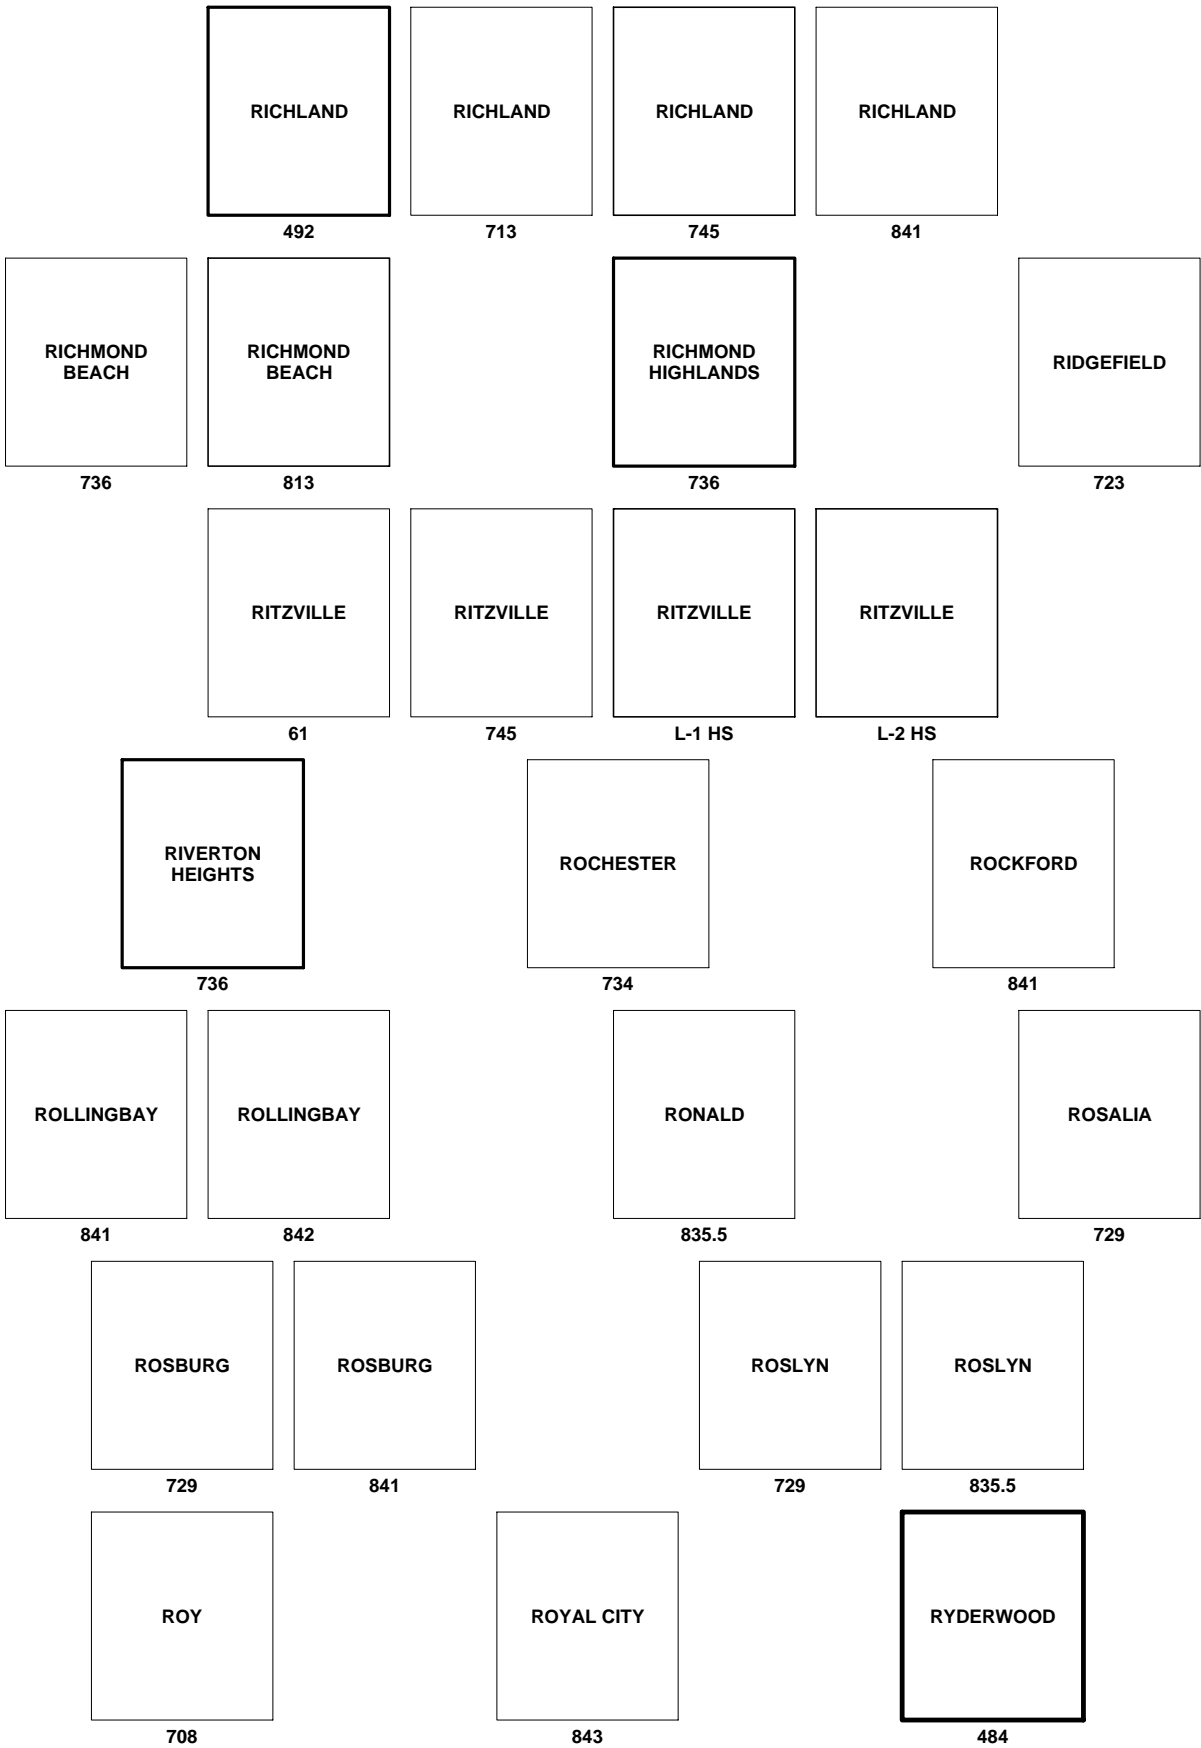 RICHLAND
492
RICHLAND
713
RICHLAND
745
RICHLAND
841
RICHMOND
BEACH
736
RICHMOND
BEACH
813
RICHMOND
HIGHLANDS
736
RIDGEFIELD
723
RITZVILLE
61
RITZVILLE
745
RITZVILLE
L-1 HS
RITZVILLE
L-2 HS
RIVERTON
HEIGHTS
736
ROCHESTER
734
ROCKFORD
841
ROLLINGBAY
841
ROLLINGBAY
842
RONALD
835.5
ROSALIA
729
ROSBURG
729
ROSBURG
841
ROSLYN
729
ROSLYN
835.5
ROY
708
ROYAL CITY
843
RYDERWOOD
484